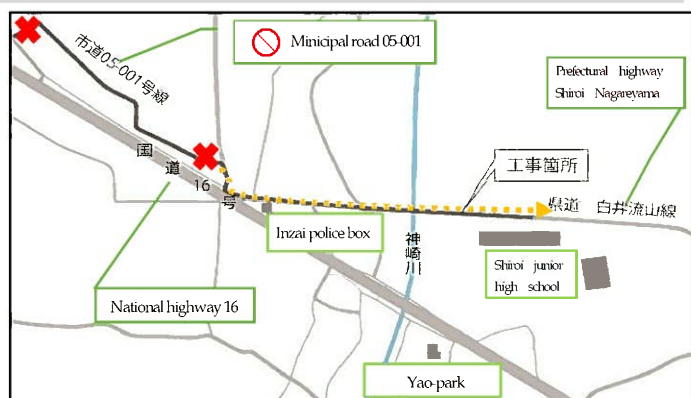 Minicipal road 05-001
市道05-001号線
Prefectural highway
Shiroi Nagareyama
国道16号
工事箇所
県道 白井流山線
Inzai police box
神崎川
Shiroi junior
high school
National highway 16
Yao-park